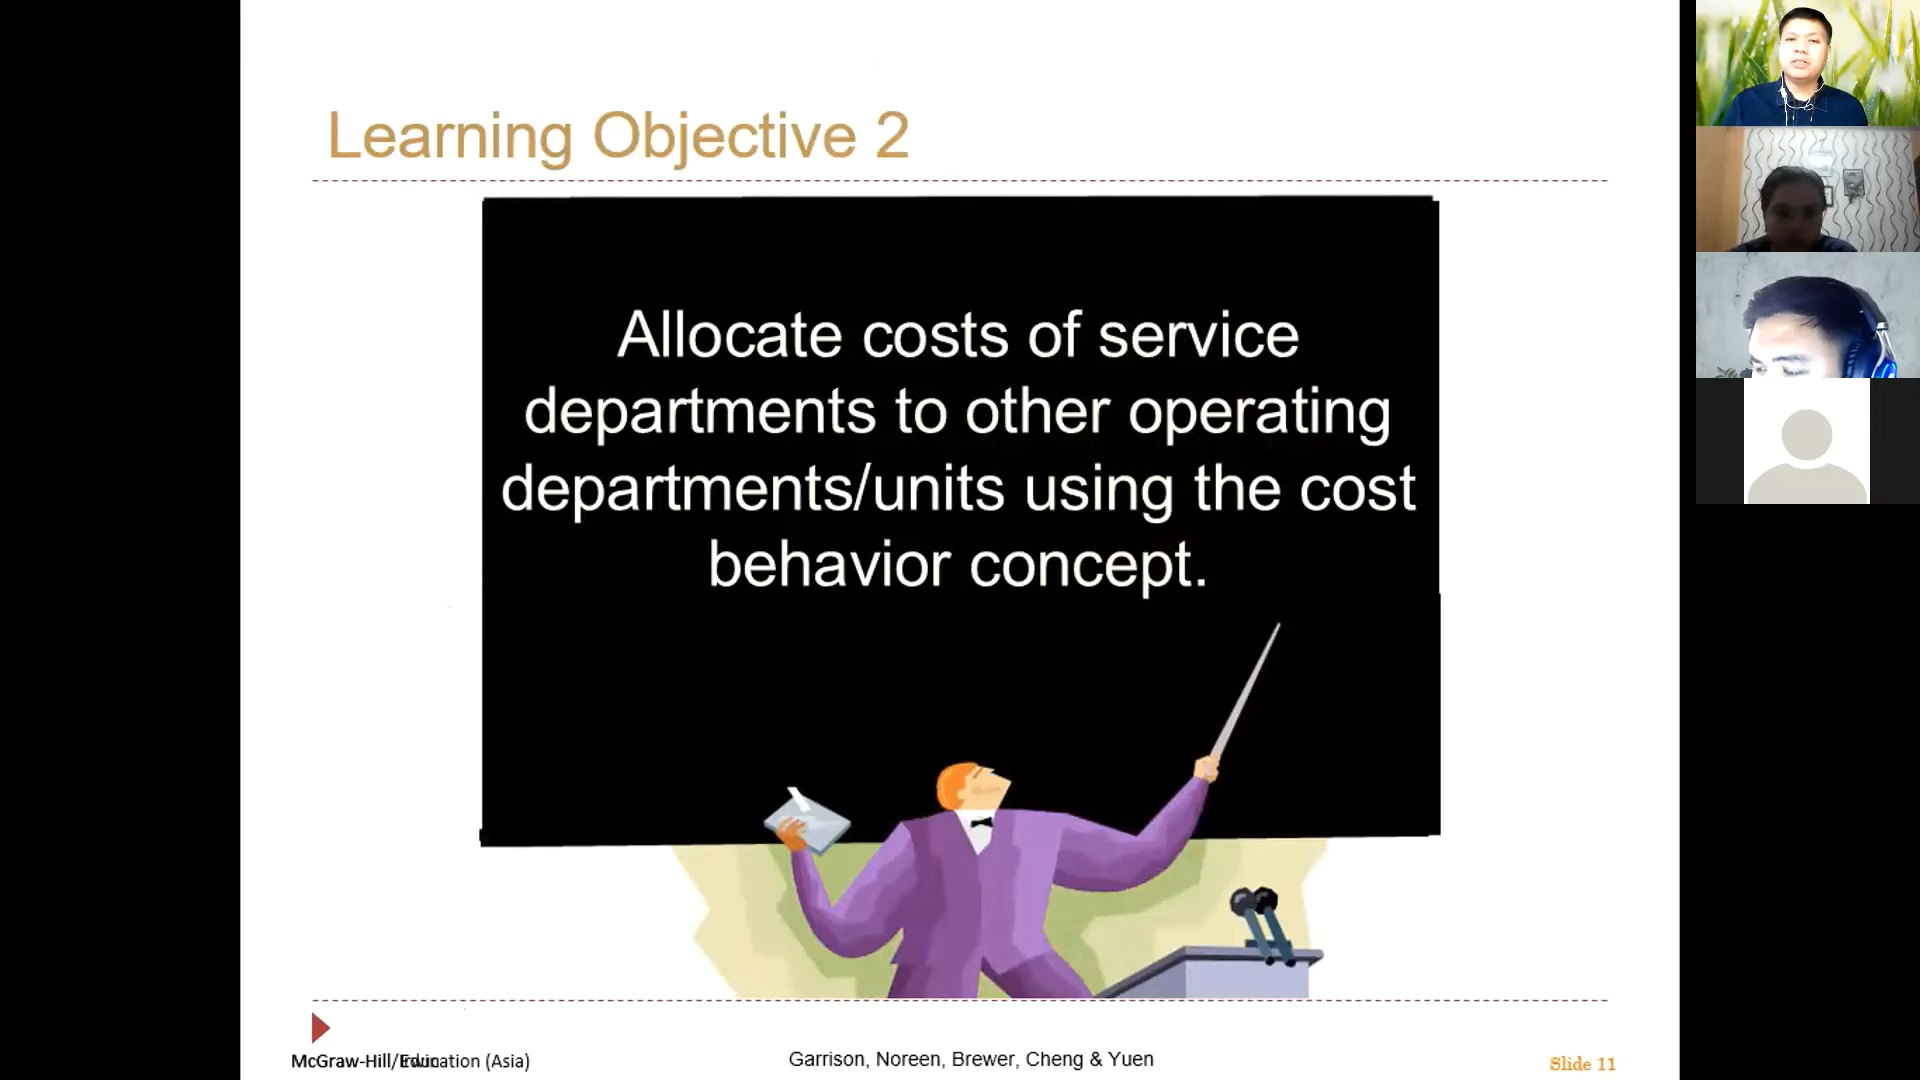 Learning Objective 2
Allocate costs of service
departments to other operating
departments/units using the cost
behavior concept.
McGraw-Hill/Education (Asia)
Garrison, Noreen, Brewer, Cheng & Yuen
Slide 11